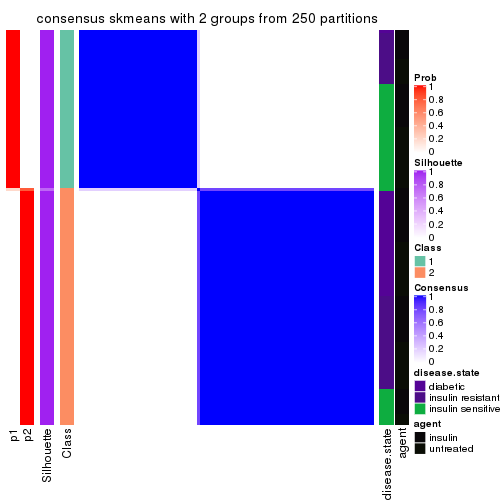 consensus skmeans with 2 groups from 250 partitions
Prob
1
0.8
0.6
0.4
0.2
0
Silhouette
1
0.8
0.6
0.4
0.2
0
Class
1
2
Consensus
1
0.8
0.6
0.4
0.2
0
disease.state
diabetic
insulin resistant
insulin sensitive
agent
insulin
untreated
p1
p2
Silhouette
Class
disease.state
agent